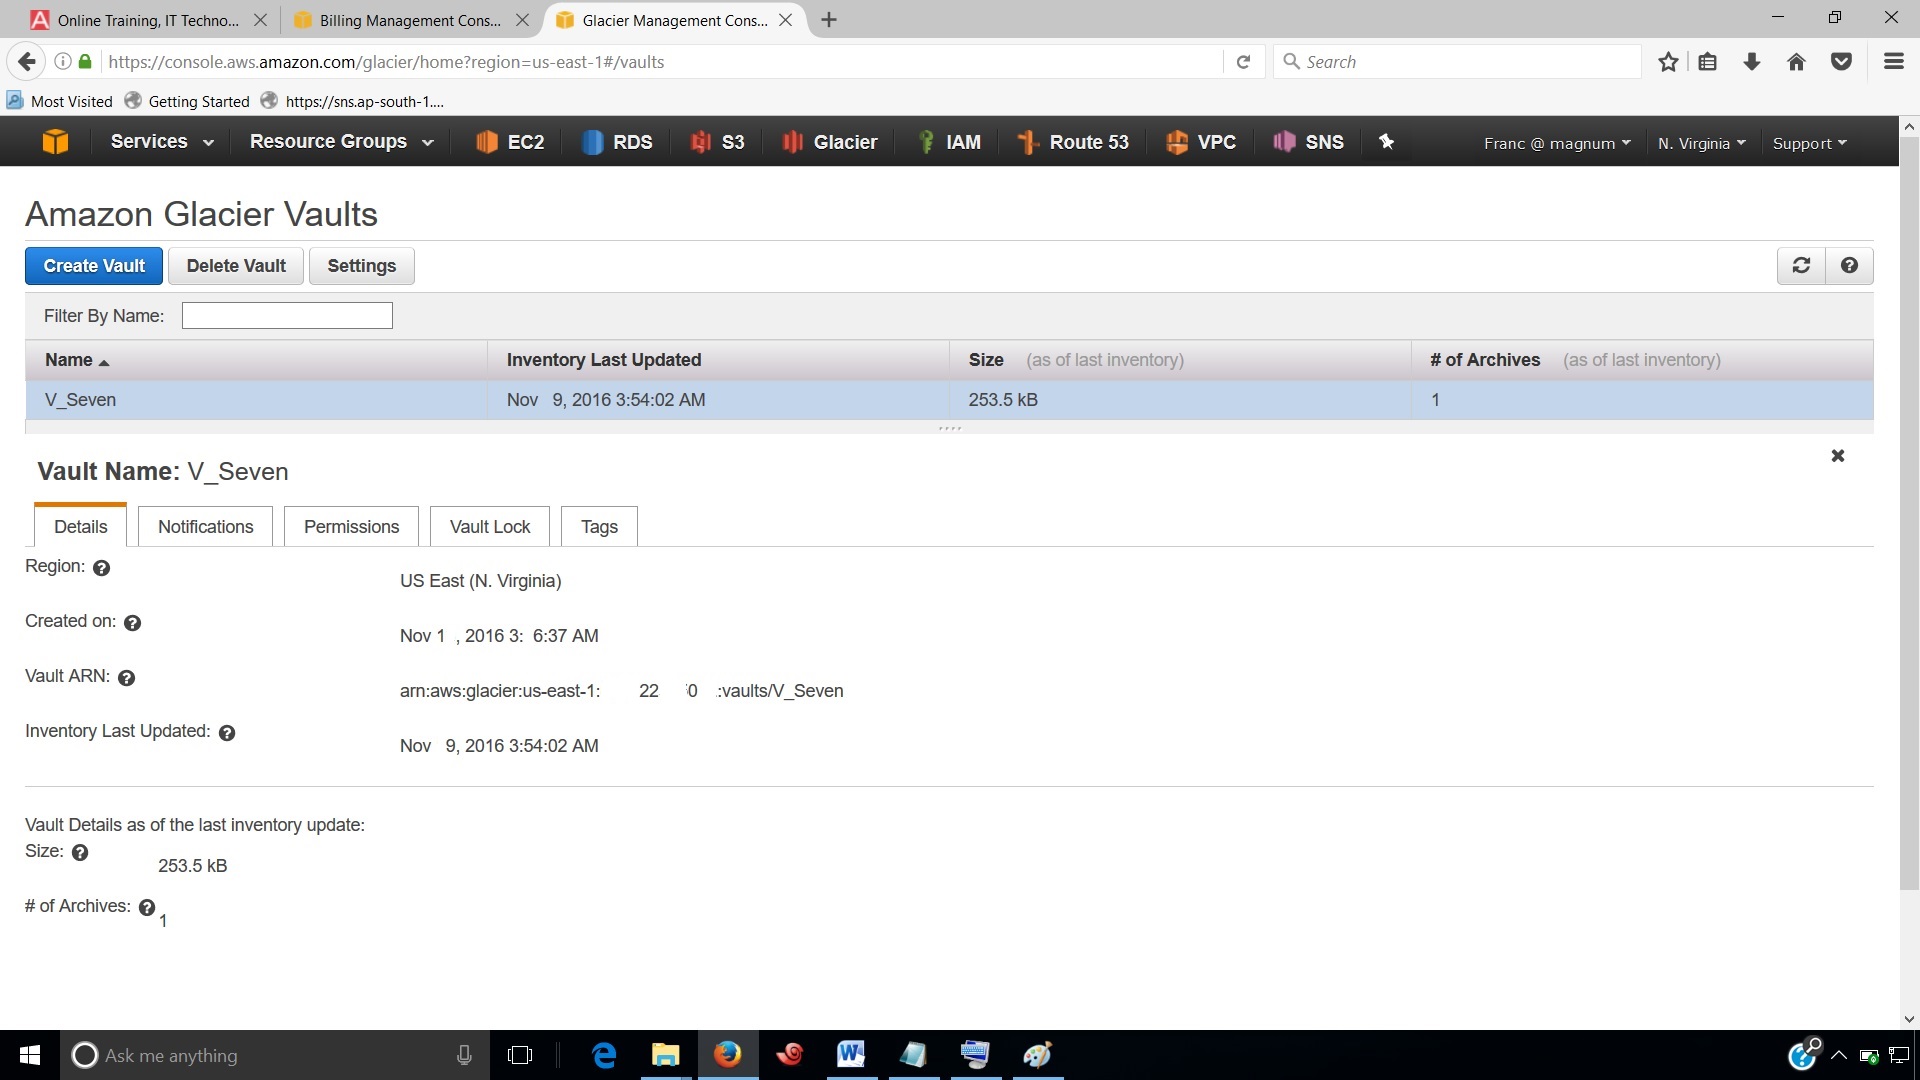 Online Training, IT Techno...
Billing Management Cons...
Glacier Management Cons...
https://console.aws.amazon.com/glacier/home?region=us-east-1#/vaults
Search
Most Visited
Getting Started
https://sns.ap-south-1....
Services
Resource Groups
EC2
RDS
S3
Glacier
IAM
Route 53
VPC
SNS
Franc @ magnum
N. Virginia
Support
Amazon Glacier Vaults
Create Vault
Delete Vault
Settings
Filter By Name:
Name
Inventory Last Updated
Size (as of last inventory)
# of Archives (as of last inventory)
V_Seven
Nov 9, 2016 3:54:02 AM
253.5 kB
1
Vault Name: V_Seven
Details
Notifications
Permissions
Vault Lock
Tags
Region:
US East (N. Virginia)
Created on:
Nov 1 , 2016 3: 6:37 AM
Vault ARN:
arn:aws:glacier:us-east-1: 22 0 :vaults/V_Seven
Inventory Last Updated:
Nov 9, 2016 3:54:02 AM
Vault Details as of the last inventory update:
Size:
253.5 kB
# of Archives:
1
Ask me anything